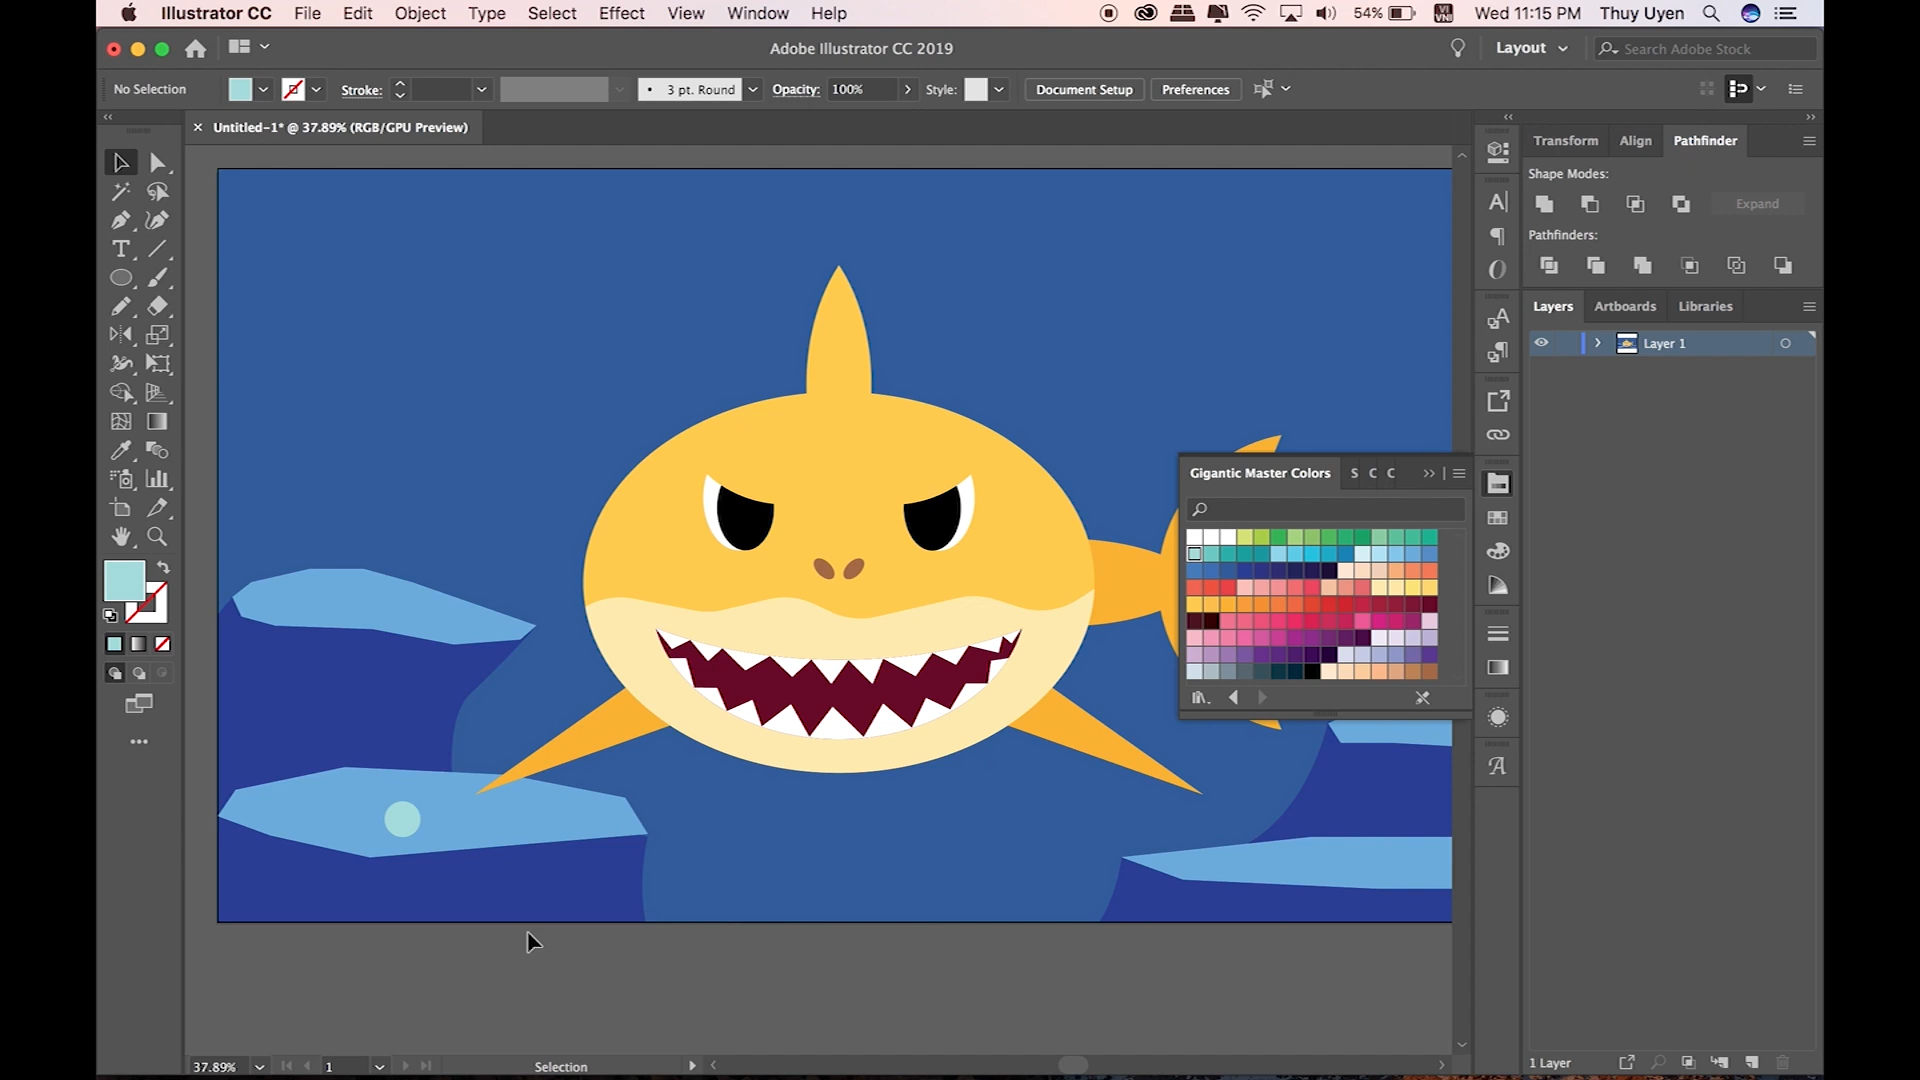 Illustrator CC File Edit Object Type Select Effect View Window Help 54% VI VNI Wed 11:15 PM Thuy Uyen
Adobe Illustrator CC 2019 Layout Search Adobe Stock
No Selection Stroke: 3 pt. Round Opacity: 100% Style: Document Setup Preferences
Untitled-1* @ 37.89% (RGB/GPU Preview)
Transform Align Pathfinder
Shape Modes:
Expand
Pathfinders:
Layers Artboards Libraries
Layer 1
Gigantic Master Colors S C C
37.89% 1 Selection
1 Layer